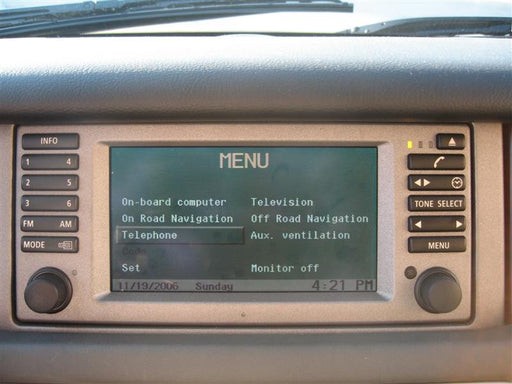 INFO
1 4
2 5
3 6
FM AM
MODE
MENU
On-board computer Television
On Road Navigation Off Road Navigation
Telephone Aux. ventilation
Set Monitor off
11/19/2006 Sunday 4:21 PM
TONE SELECT
MENU